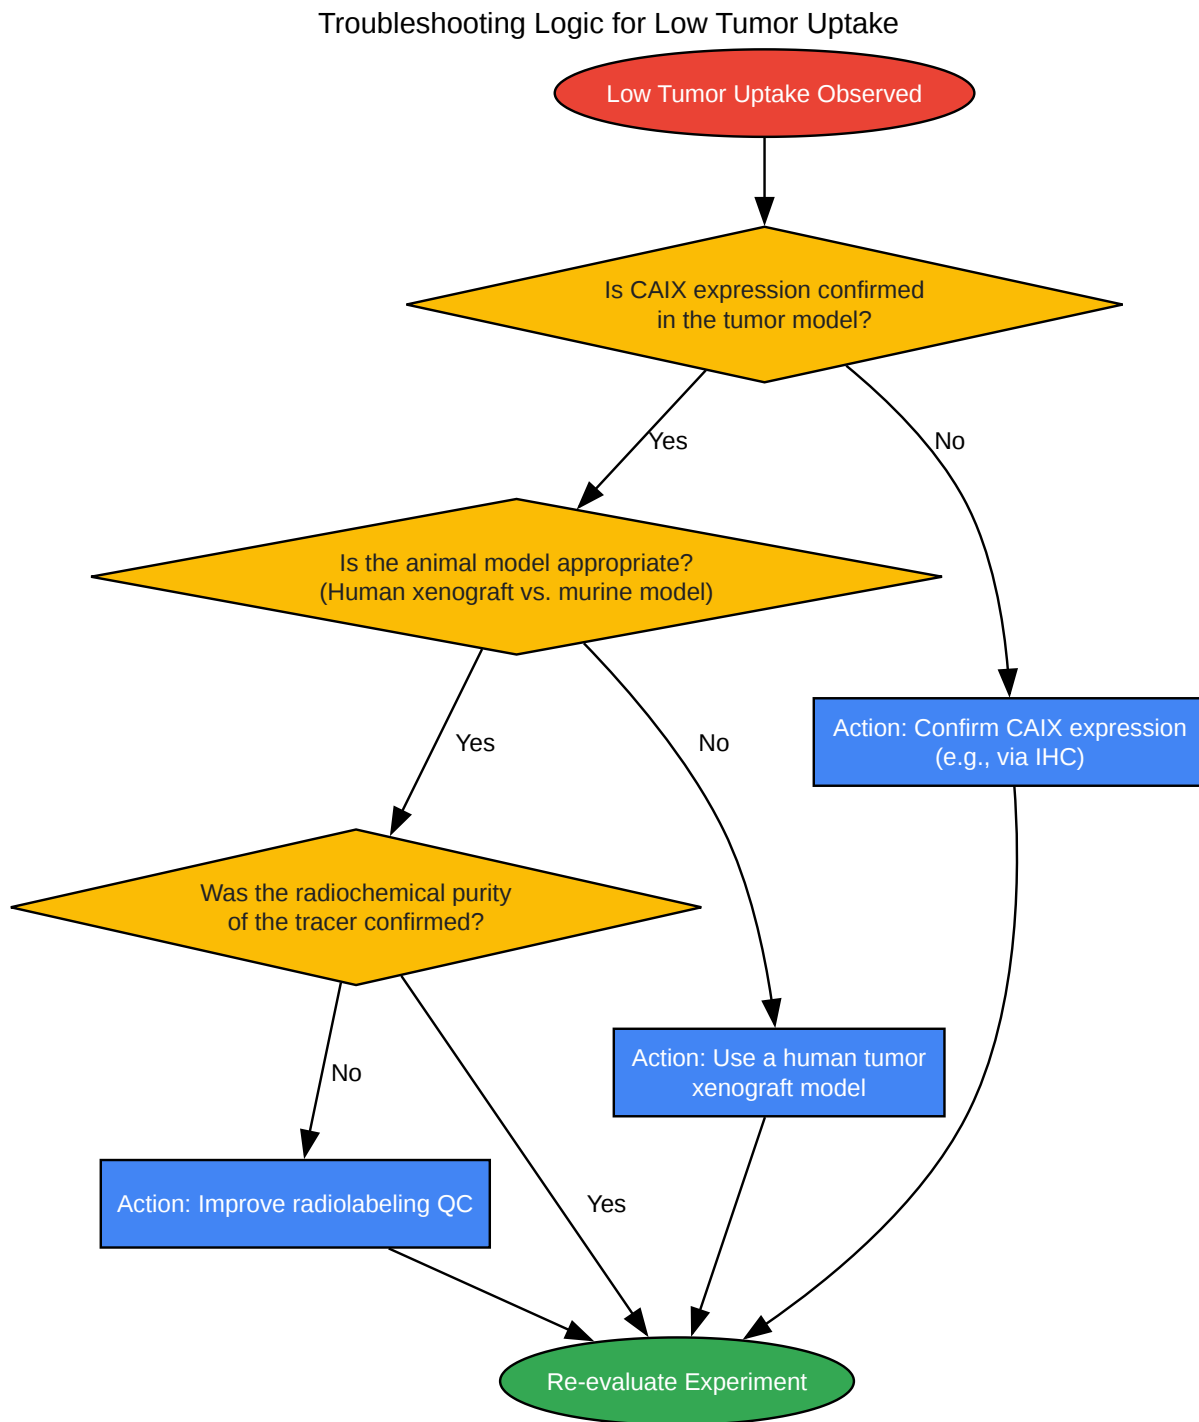 Troubleshooting Logic for Low Tumor Uptake
Low Tumor Uptake Observed
Is CAIX expression confirmed
in the tumor model?
Yes
No
Is the animal model appropriate?
(Human xenograft vs. murine model)
Action: Confirm CAIX expression
(e.g., via IHC)
Yes
No
Was the radiochemical purity
of the tracer confirmed?
Action: Use a human tumor
xenograft model
No
Action: Improve radiolabeling QC
Yes
Re-evaluate Experiment